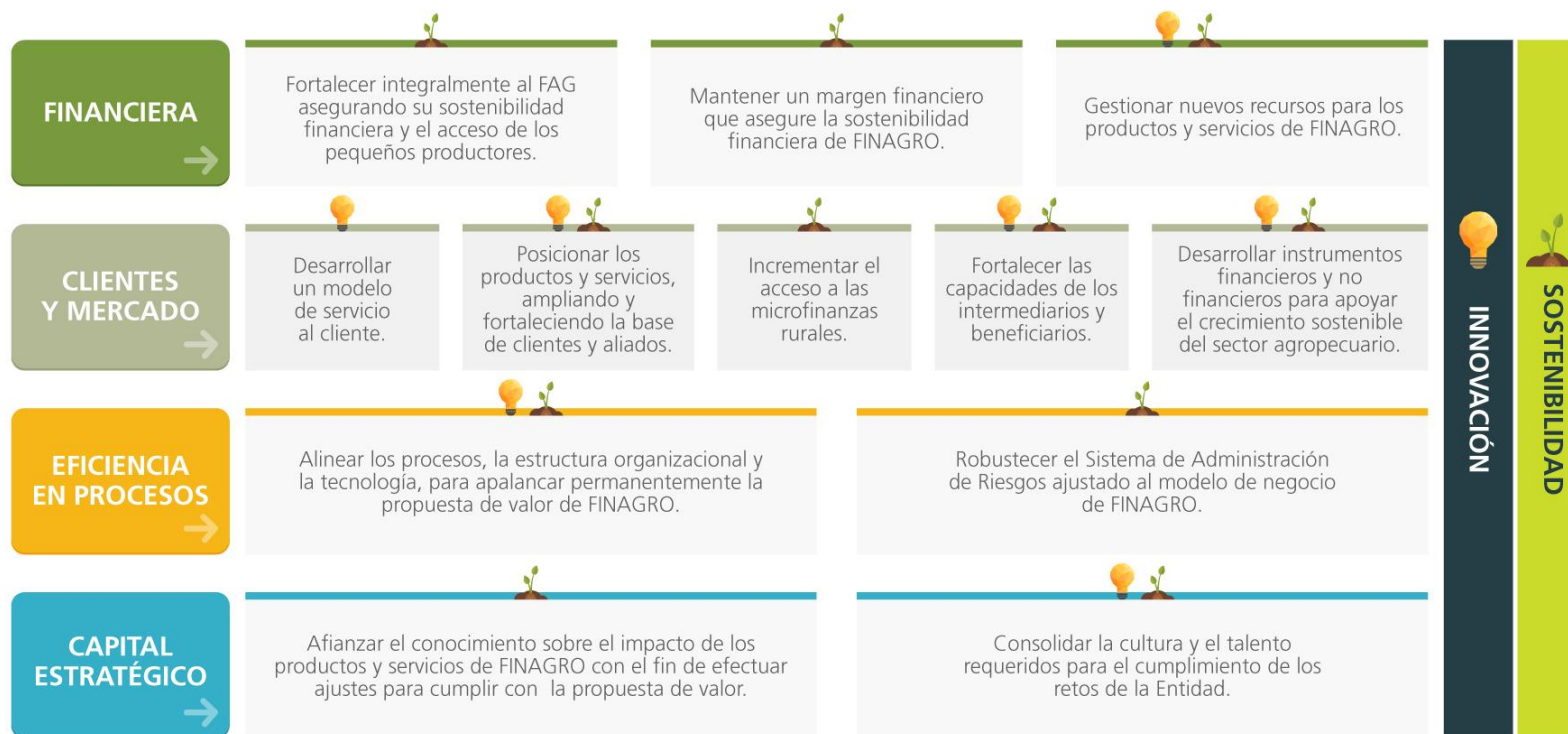 FINANCIERA
Fortalecer integralmente al FAG
asegurando su sostenibilidad
financiera y el acceso de los
pequeños productores.
Mantener un margen financiero
que asegure la sostenibilidad
financiera de FINAGRO.
Gestionar nuevos recursos para los
productos y servicios de FINAGRO.
CLIENTES
Y MERCADO
Desarrollar
un modelo
de servicio
al cliente.
Posicionar los
productos y servicios,
ampliando y
fortaleciendo la base
de clientes y aliados.
Incrementar el
acceso a las
microfinanzas
rurales.
Fortalecer las
capacidades de los
intermediarios y
beneficiarios.
Desarrollar instrumentos
financieros y no
financieros para apoyar
el crecimiento sostenible
del sector agropecuario.
EFICIENCIA
EN PROCESOS
Alinear los procesos, la estructura organizacional y
la tecnología, para apalancar permanentemente la
propuesta de valor de FINAGRO.
Robustecer el Sistema de Administración
de Riesgos ajustado al modelo de negocio
de FINAGRO.
CAPITAL
ESTRATÉGICO
Afianzar el conocimiento sobre el impacto de los
productos y servicios de FINAGRO con el fin de efectuar
ajustes para cumplir con la propuesta de valor.
Consolidar la cultura y el talento
requeridos para el cumplimiento de los
retos de la Entidad.
INNOVACIÓN
SOSTENIBILIDAD